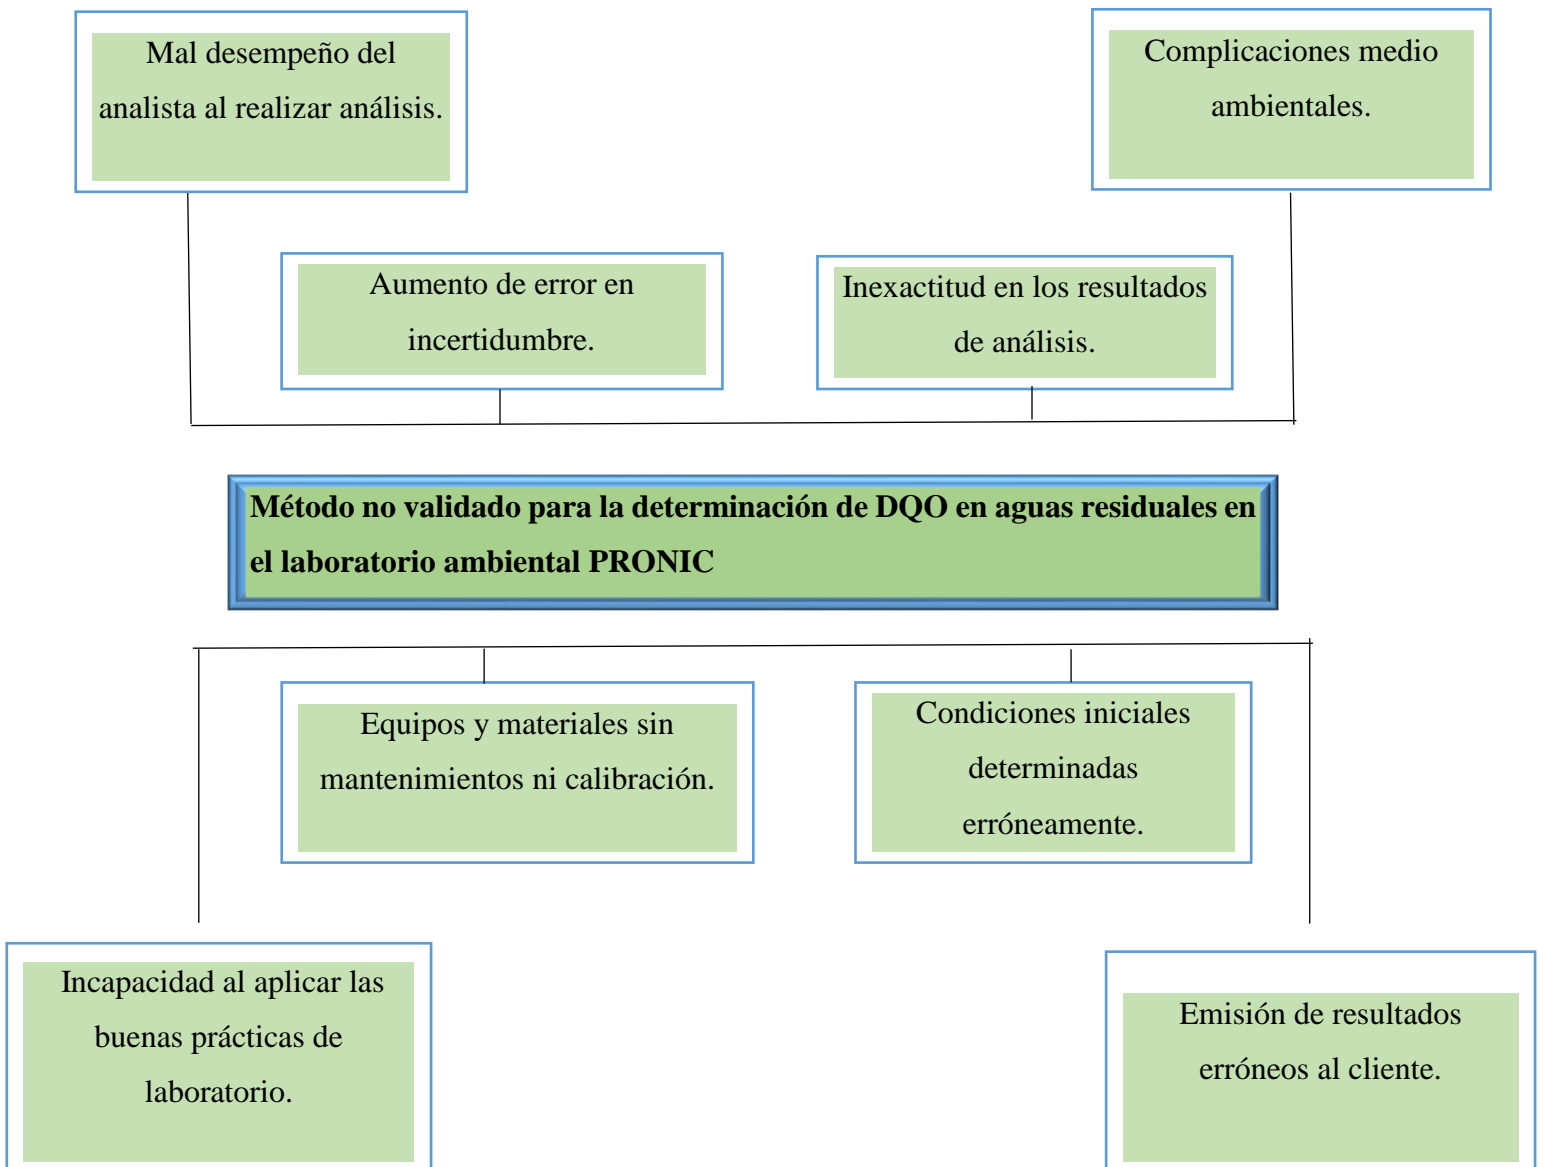 Mal desempeño del
analista al realizar análisis.
Complicaciones medio
ambientales.
Aumento de error en
incertidumbre.
Inexactitud en los resultados
de análisis.
Método no validado para la determinación de DQO en aguas residuales en
el laboratorio ambiental PRONIC
Equipos y materiales sin
mantenimientos ni calibración.
Condiciones iniciales
determinadas
erróneamente.
Incapacidad al aplicar las
buenas prácticas de
laboratorio.
Emisión de resultados
erróneos al cliente.